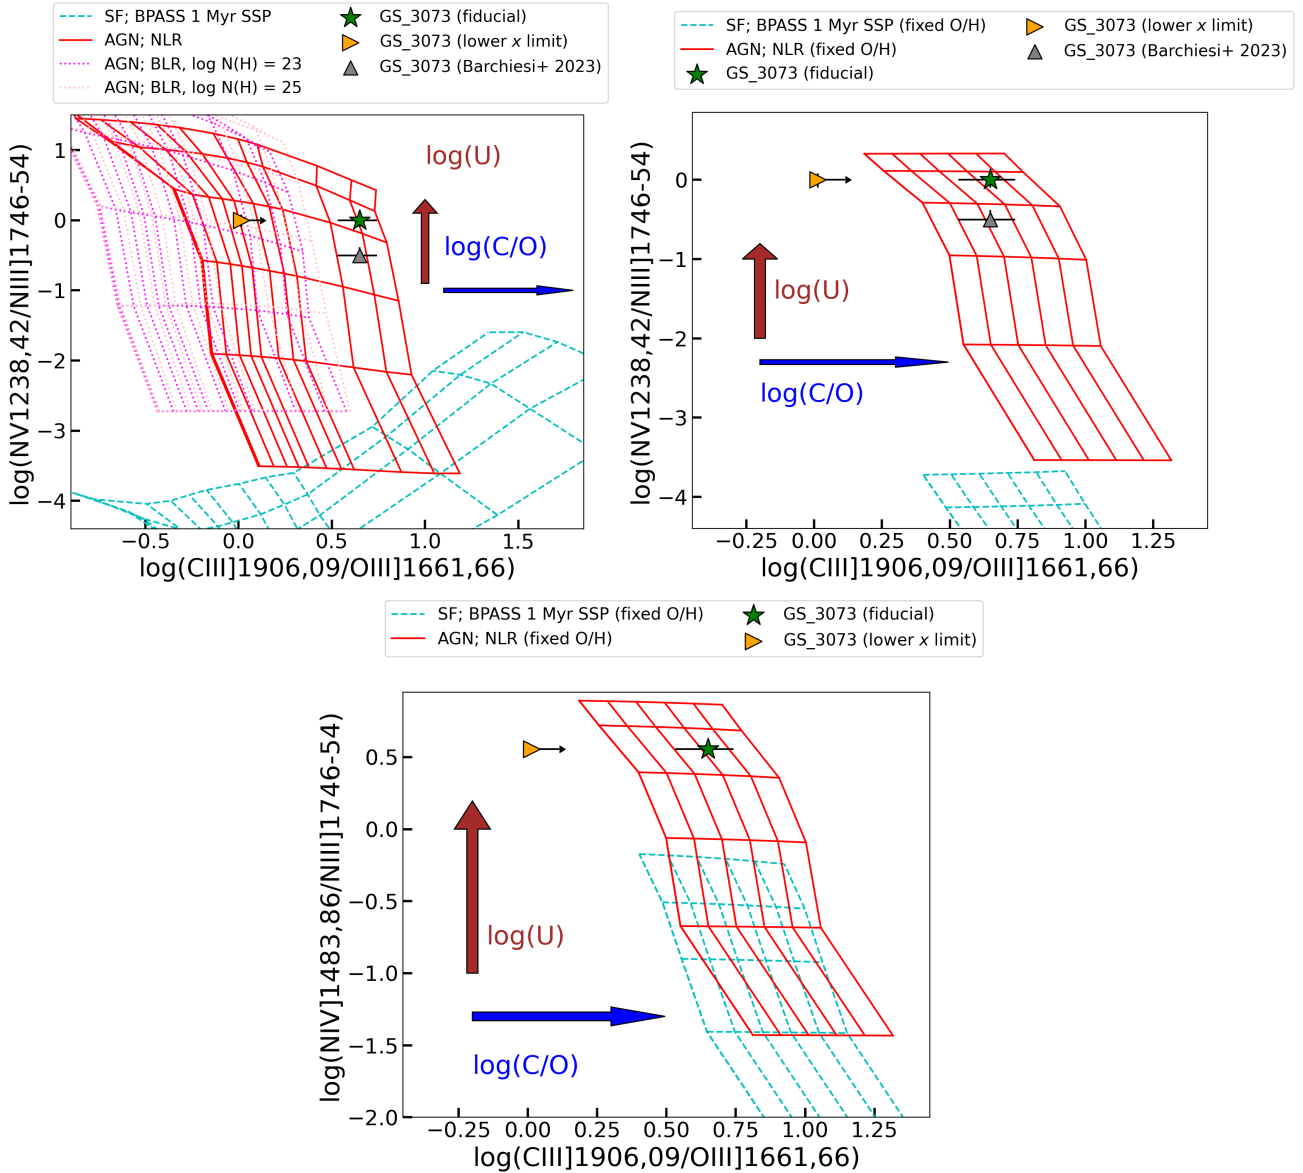 SF; BPASS 1 Myr SSP
AGN; NLR
AGN; BLR, log N(H) = 23
AGN; BLR, log N(H) = 25
GS_3073 (fiducial)
GS_3073 (lower x limit)
GS_3073 (Barchiesi+ 2023)
log(U)
log(C/O)
1
0
−1
−2
−3
−4
−0.5 0.0 0.5 1.0 1.5
log(NV1238,42/NIII]1746-54)
log(CIII]1906,09/OIII]1661,66)
SF; BPASS 1 Myr SSP (fixed O/H)
AGN; NLR (fixed O/H)
GS_3073 (fiducial)
GS_3073 (lower x limit)
GS_3073 (Barchiesi+ 2023)
log(U)
log(C/O)
0
−1
−2
−3
−4
−0.25 0.00 0.25 0.50 0.75 1.00 1.25
log(NV1238,42/NIII]1746-54)
log(CIII]1906,09/OIII]1661,66)
SF; BPASS 1 Myr SSP (fixed O/H)
AGN; NLR (fixed O/H)
GS_3073 (fiducial)
GS_3073 (lower x limit)
log(U)
log(C/O)
0.5
0.0
−0.5
−1.0
−1.5
−2.0
−0.25 0.00 0.25 0.50 0.75 1.00 1.25
log(NIV]1483,86/NIII]1746-54)
log(CIII]1906,09/OIII]1661,66)